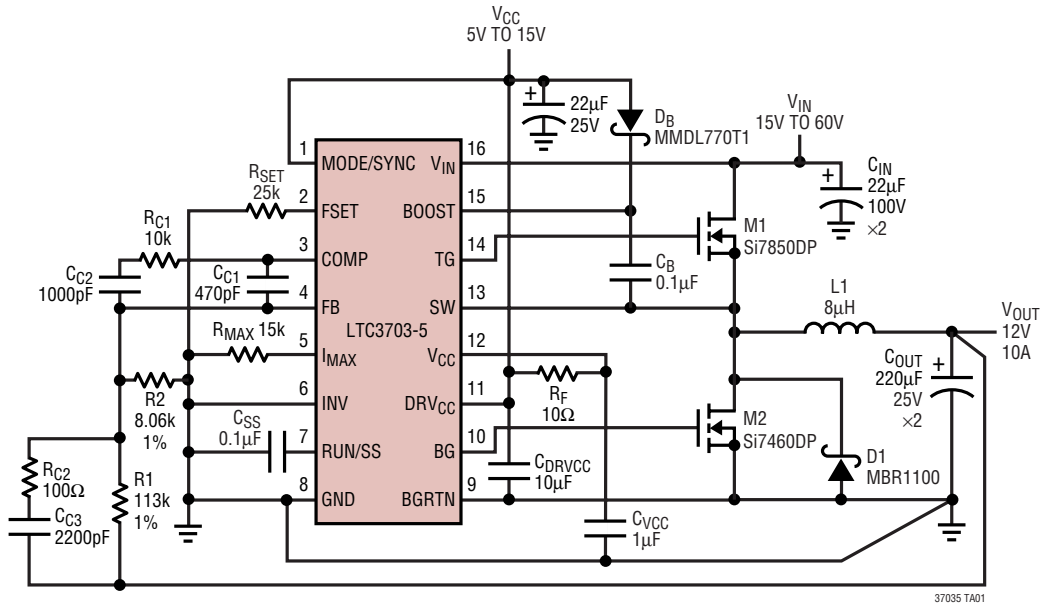 VCC
5V TO 15V
+
22µF
25V
DB
MMDL770T1
VIN
15V TO 60V
+
CIN
22µF
100V
×2
1
MODE/SYNC
VIN
16
RSET
25k
2
FSET
BOOST
15
RC1
10k
3
COMP
TG
14
M1
Si7850DP
CC2
1000pF
CC1
470pF
4
FB
SW
13
CB
0.1µF
L1
8µH
VOUT
12V
10A
LTC3703-5
RMAX 15k
5
IMAX
VCC
12
COUT
220µF
25V
×2
+
R2
8.06k
1%
6
INV
DRVCC
11
RF
10Ω
CSS
0.1µF
7
RUN/SS
BG
10
M2
Si7460DP
D1
MBR1100
RC2
100Ω
R1
113k
1%
8
GND
BGRTN
9
CDRVCC
10µF
CC3
2200pF
CVCC
1µF
37035 TA01